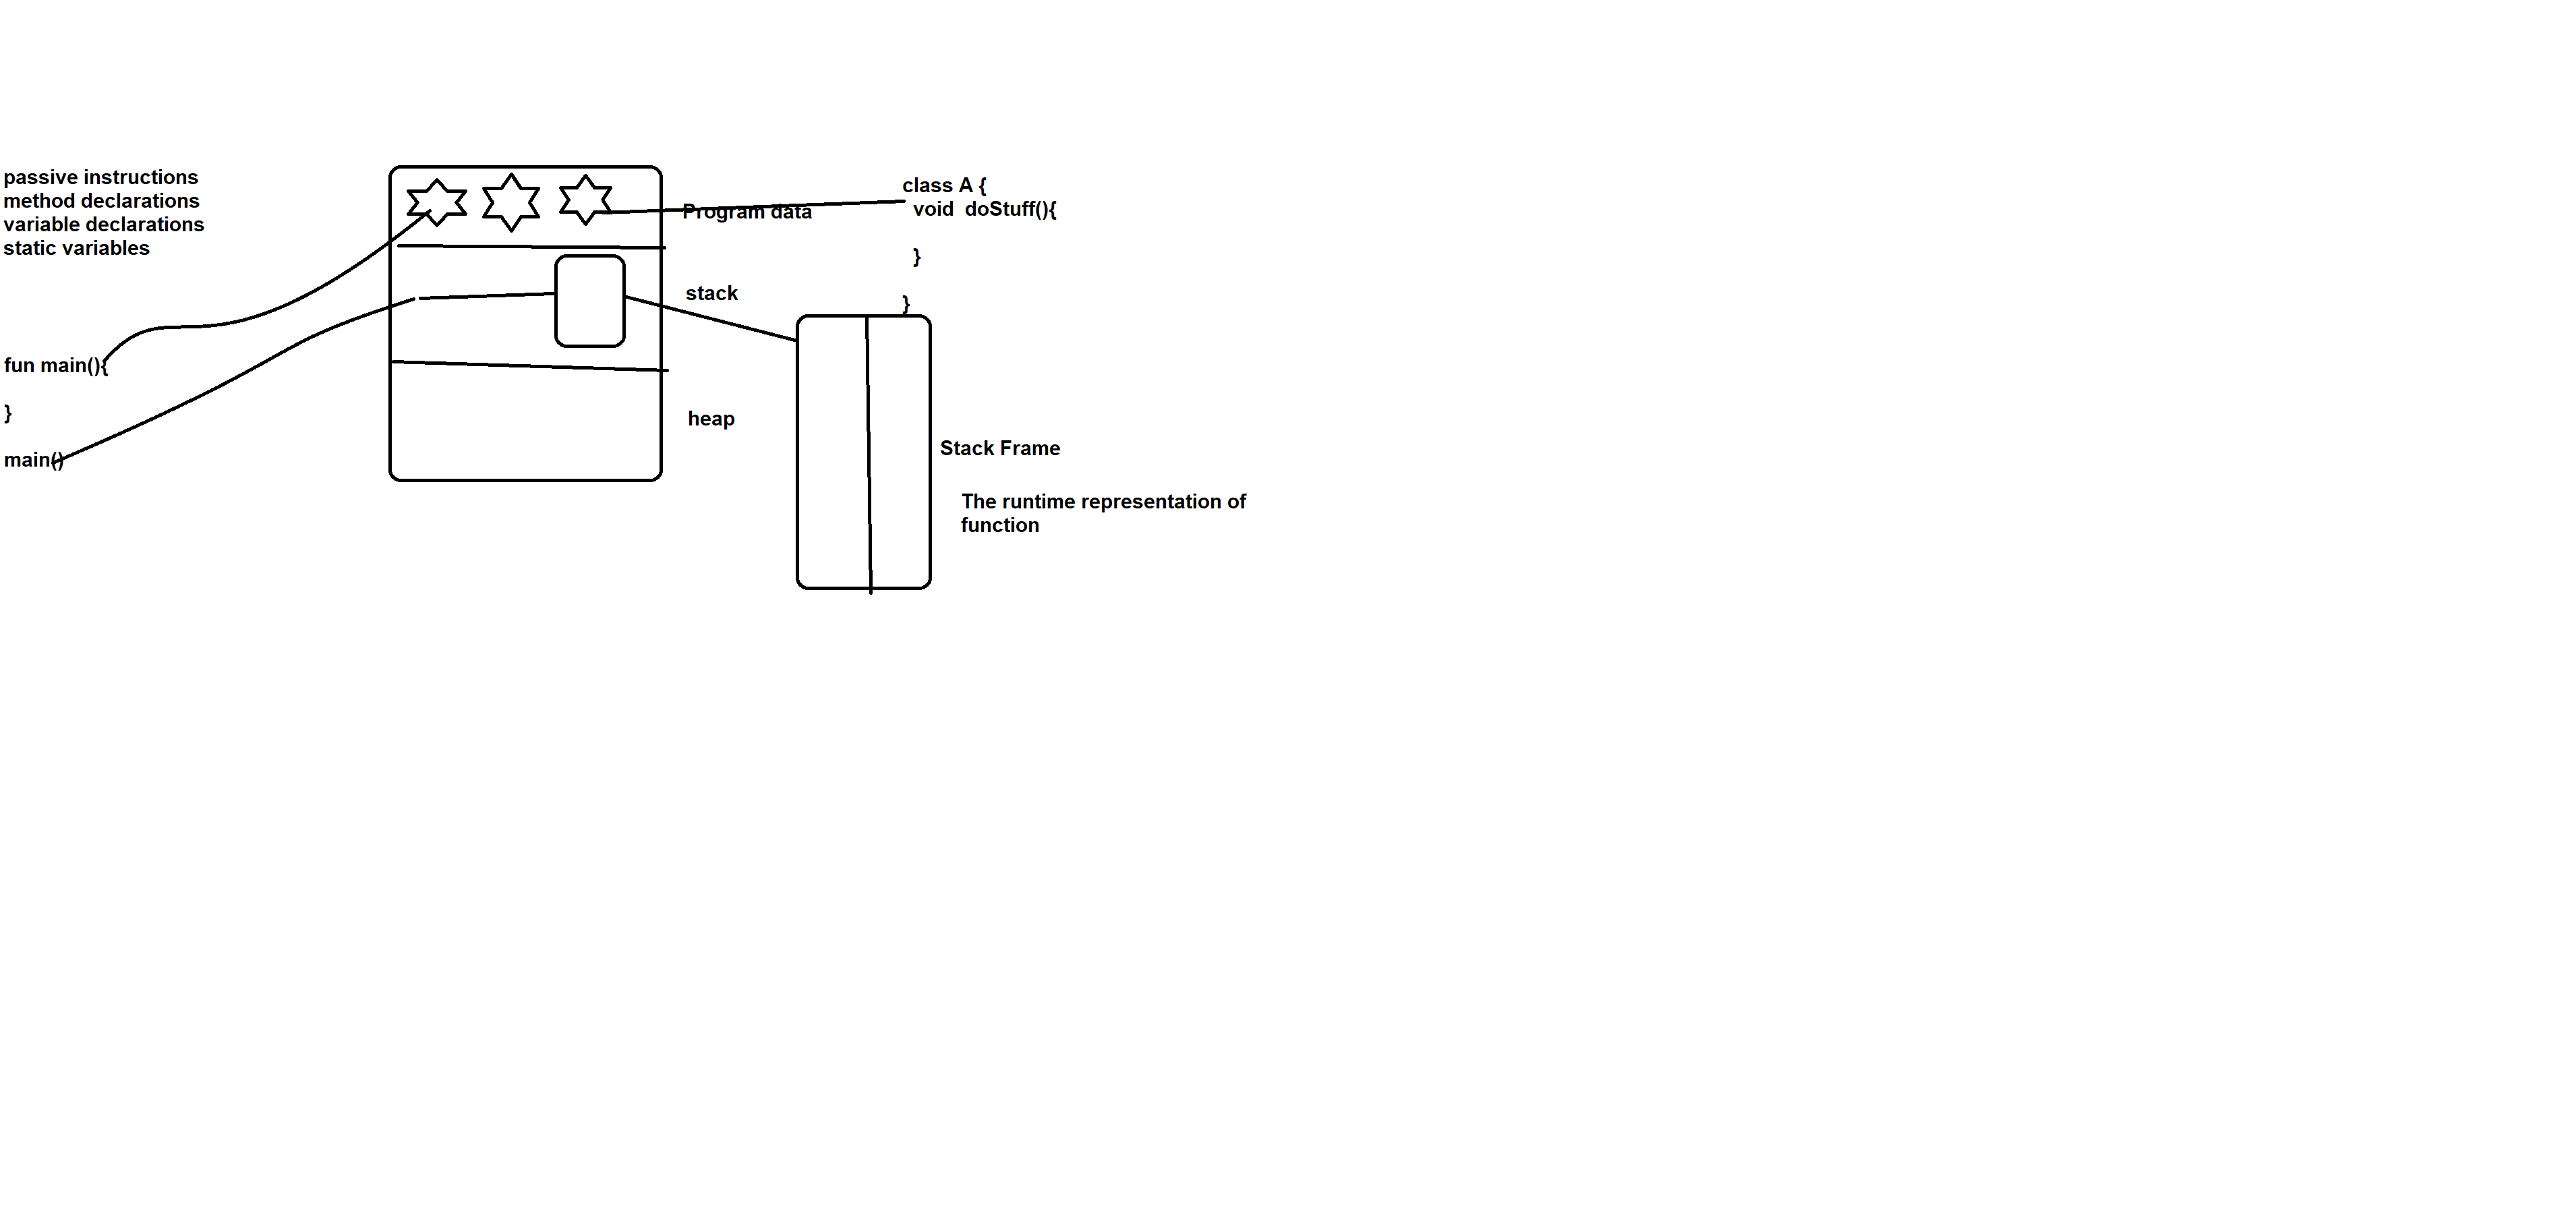 passive instructions
method declarations
variable declarations
static variables
fun main(){
}
main()
Program data
stack
heap
class A {
void  doStuff(){
}
}
Stack Frame
The runtime representation of
function